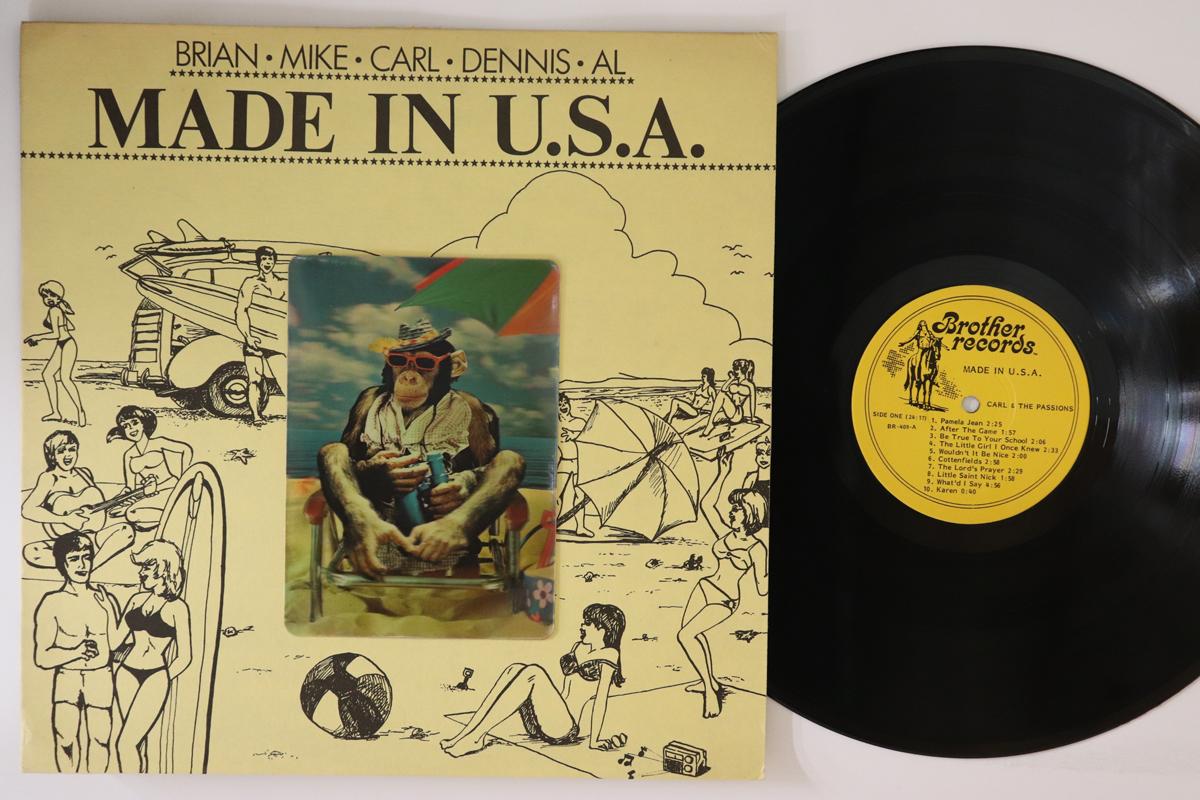 BRIAN • MIKE • CARL • DENNIS • AL
MADE IN U.S.A.
Brother
records
MADE IN U.S.A.
CARL & THE PASSIONS
SIDE ONE (26:37)
BR-409-A
1. Pamela Jean 2:25
2. After The Game 1:57
3. Be True To Your School 2:06
4. The Little Girl I Once Knew 2:33
5. Wouldn't It Be Nice 2:00
6. Cottenfields 2:58
7. The Lord's Prayer 2:29
8. Little Saint Nick 1:58
9. What'd I Say 4:56
10. Karen 0:40